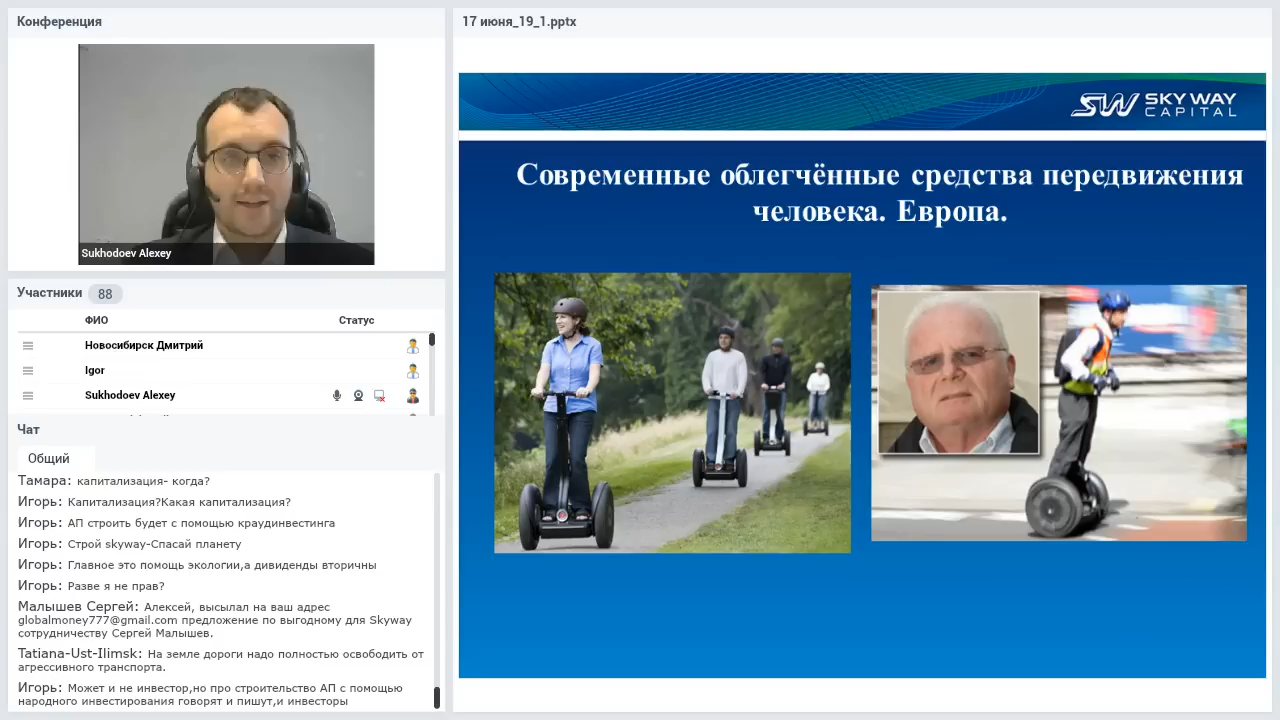 Конференция
Sukhodoev Alexey
Участники 88
ФИО Статус
Новосибирск Дмитрий
Igor
Sukhodoev Alexey
Чат
Общий
Тамара: капитализация- когда?
Игорь: Капитализация?Какая капитализация?
Игорь: АП строить будет с помощью краудинвестинга
Игорь: Строй skyway-Спасай планету
Игорь: Главное это помощь экологии,а дивиденды вторичны
Игорь: Разве я не прав?
Малышев Сергей: Алексей, высылал на ваш адрес
globalmoney777@gmail.com предложение по выгодному для Skyway
сотрудничеству Сергей Малышев.
Tatiana-Ust-Ilimsk: На земле дороги надо полностью освободить от
агрессивного транспорта.
Игорь: Может и не инвестор,но про строительство АП с помощью
народного инвестирования говорят и пишут,и инвесторы
17 июня_19_1.pptx
SW SKY WAY
CAPITAL
Современные облегчённые средства передвижения
человека. Европа.